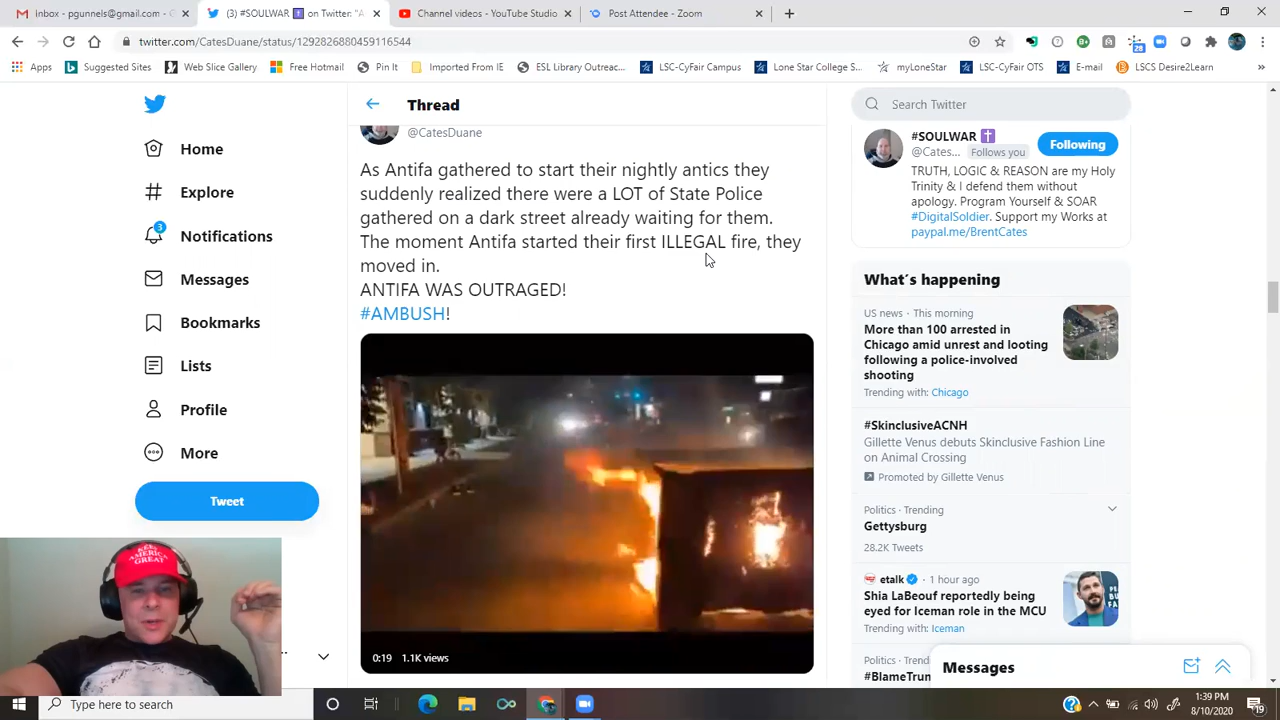 inbox - pgunnels@gmail.com - G
(3) #SOULWAR ✝ on Twitter: "A
Channel videos - YouTube Studio
Post Attendee - Zoom
twitter.com/CatesDuane/status/1292826880459116544
Apps
Suggested Sites
Web Slice Gallery
Hot! Free Hotmail
Pin It
Imported From IE
ESL Library Outreac...
LSC-CyFair Campus
Lone Star College S...
myLoneStar
LSC-CyFair OTS
E-mail
LSCS Desire2Learn
»
28
Home
Explore
3
Notifications
Messages
Bookmarks
Lists
Profile
More
Tweet
Thread
@CatesDuane
As Antifa gathered to start their nightly antics they
suddenly realized there were a LOT of State Police
gathered on a dark street already waiting for them.
The moment Antifa started their first ILLEGAL fire, they
moved in.
ANTIFA WAS OUTRAGED!
#AMBUSH!
0:19 1.1K views
Search Twitter
#SOULWAR ✝
@Cates... Follows you
Following
TRUTH, LOGIC & REASON are my Holy
Trinity & I defend them without
apology. Program Yourself & SOAR
#DigitalSoldier. Support my Works at
paypal.me/BrentCates
What's happening
US news · This morning
More than 100 arrested in
Chicago amid unrest and looting
following a police-involved
shooting
Trending with: Chicago
#SkinclusiveACNH
Gillette Venus debuts Skinclusive Fashion Line
on Animal Crossing
Promoted by Gillette Venus
Politics · Trending
Gettysburg
28.2K Tweets
etalk · 1 hour ago
Shia LaBeouf reportedly being
eyed for Iceman role in the MCU
Trending with: Iceman
Politics · Trend
#BlameTrun
Messages
KEEP
AMERICA
GREAT
Type here to search
1:39 PM
8/10/2020
19